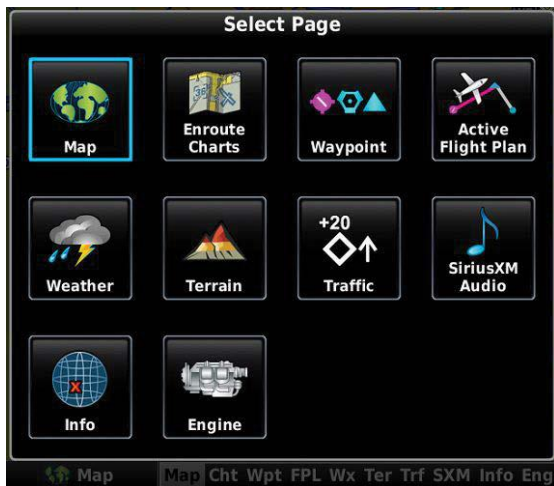 Select Page
Map
Enroute
Charts
Waypoint
Active
Flight Plan
Weather
Terrain
+20
Traffic
SiriusXM
Audio
X
Info
Engine
Map Map Cht Wpt FPL Wx Ter Trf SXM Info Eng